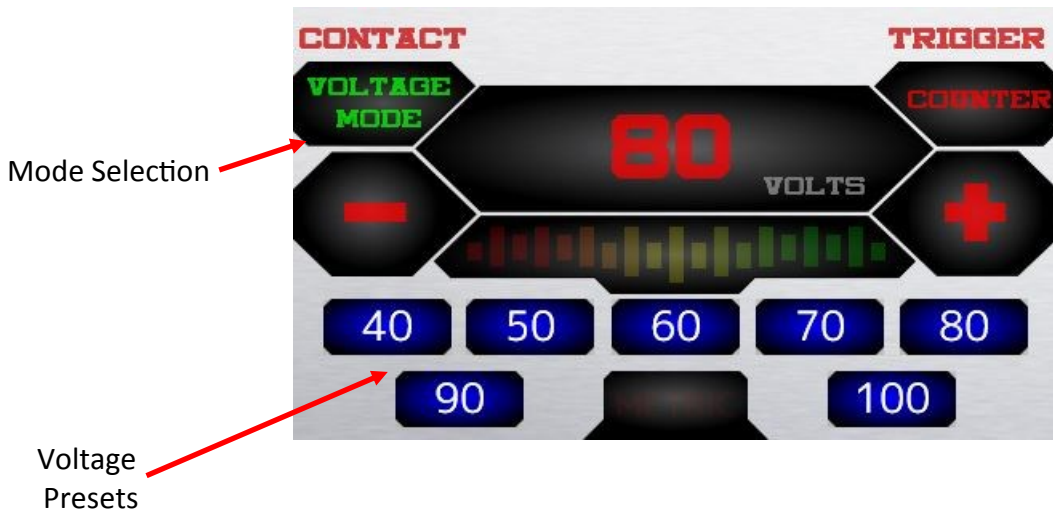 CONTACT
TRIGGER
VOLTAGE
MODE
COUNTER
80
VOLTS
Mode Selection
40
50
60
70
80
90
100
Voltage
Presets